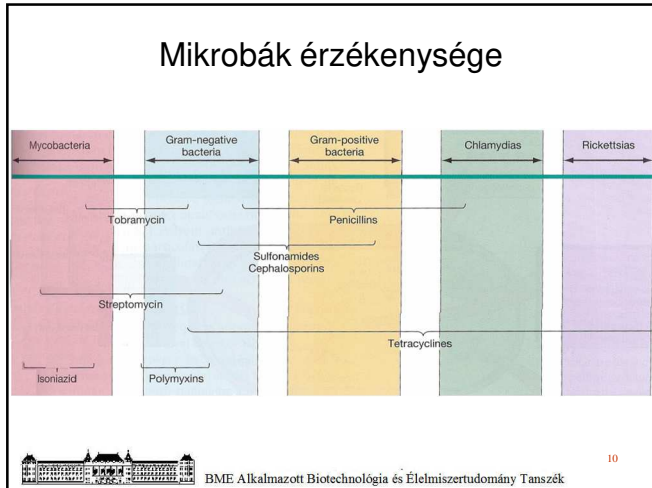 Mikrobák érzékenysége
Mycobacteria
Gram-negative
bacteria
Gram-positive
bacteria
Chlamydias
Rickettsias
Tobramycin
Penicillins
Sulfonamides
Cephalosporins
Streptomycin
Tetracyclines
Isoniazid
Polymyxins
10
BME Alkalmazott Biotechnológia és Élelmiszertudomány Tanszék